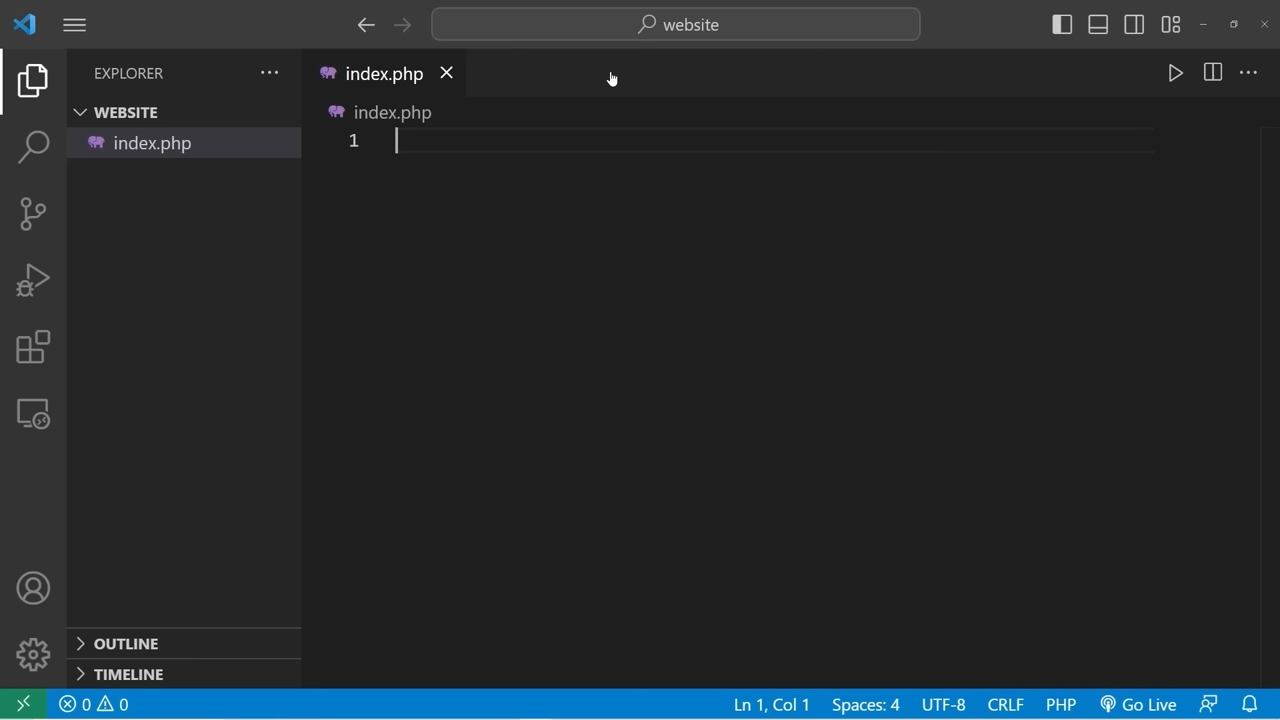 website
EXPLORER
index.php
WEBSITE
index.php
index.php
1
OUTLINE
TIMELINE
0 0
Ln 1, Col 1
Spaces: 4
UTF-8
CRLF
PHP
Go Live